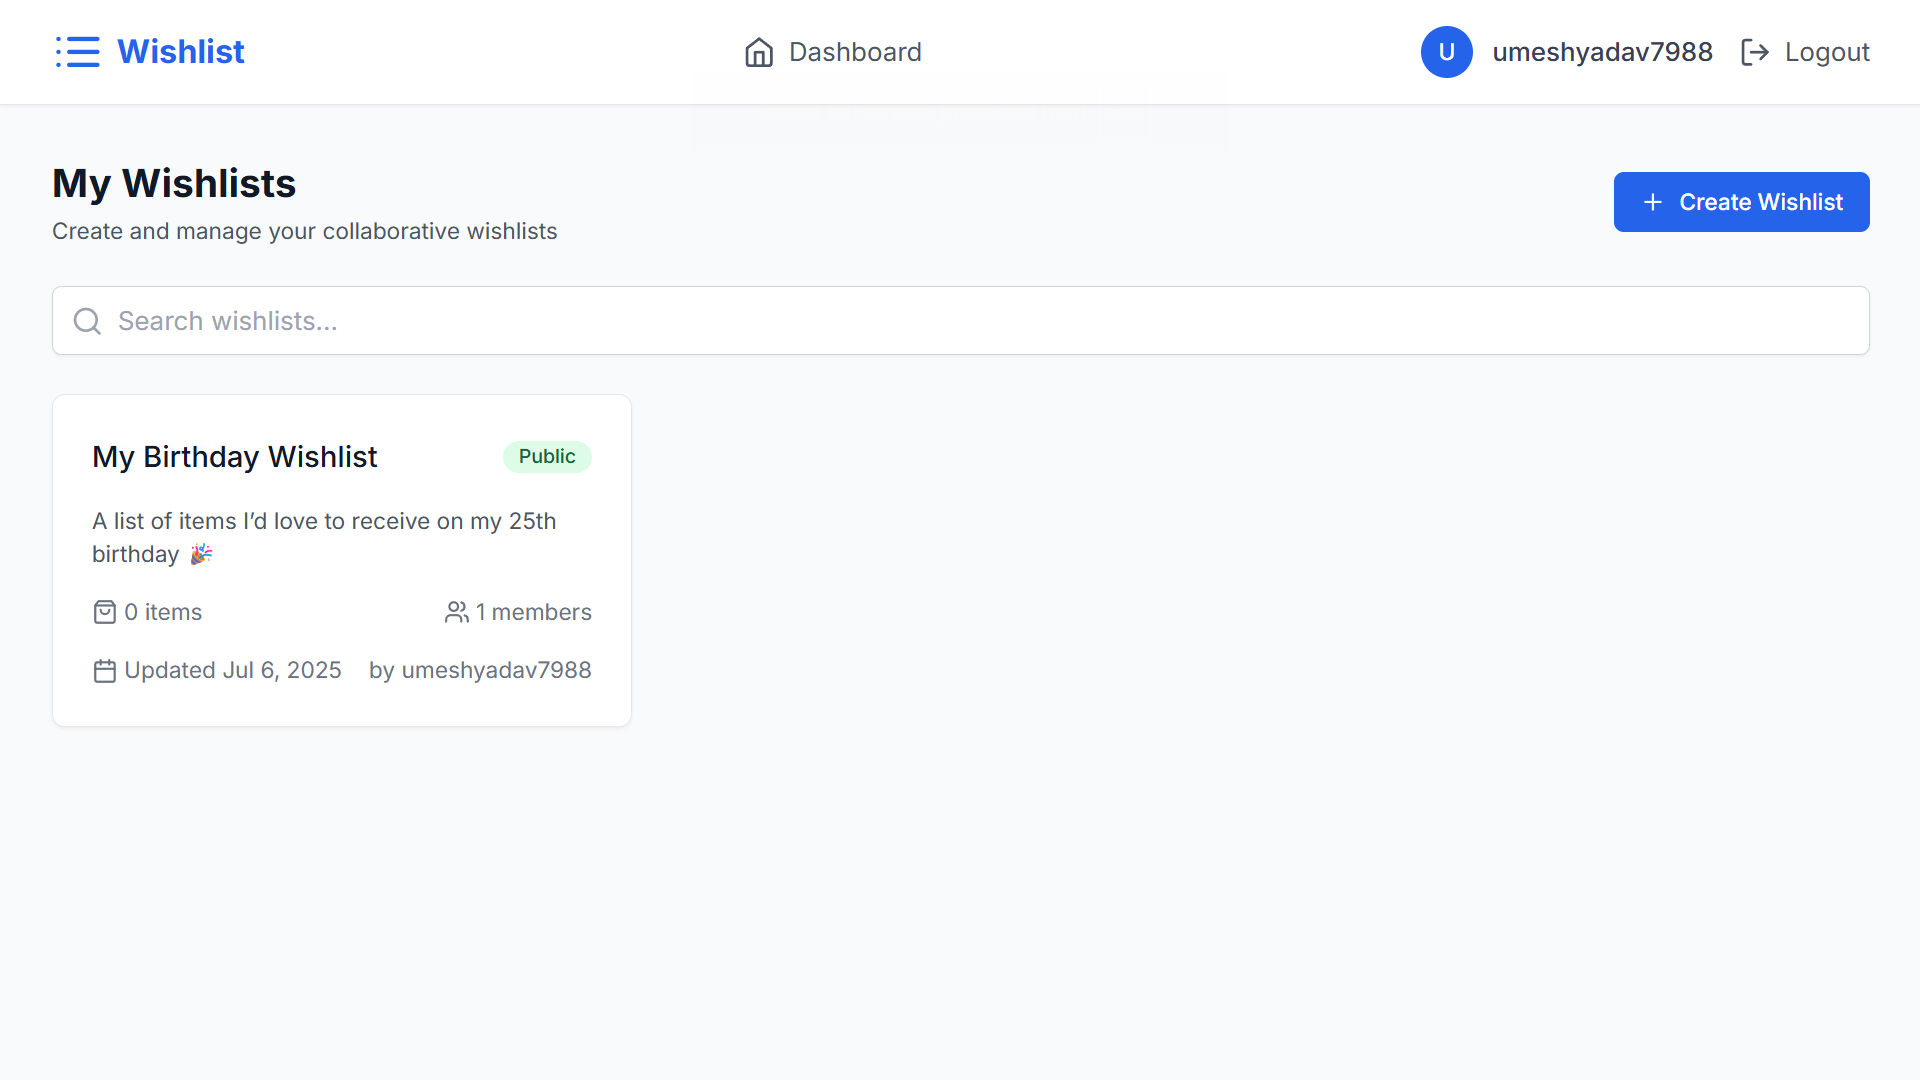 Wishlist
Dashboard
U
umeshyadav7988
Logout
My Wishlists
Create and manage your collaborative wishlists
Create Wishlist
Search wishlists...
My Birthday Wishlist
Public
A list of items I’d love to receive on my 25th
birthday 🎉
0 items
1 members
Updated Jul 6, 2025
by umeshyadav7988